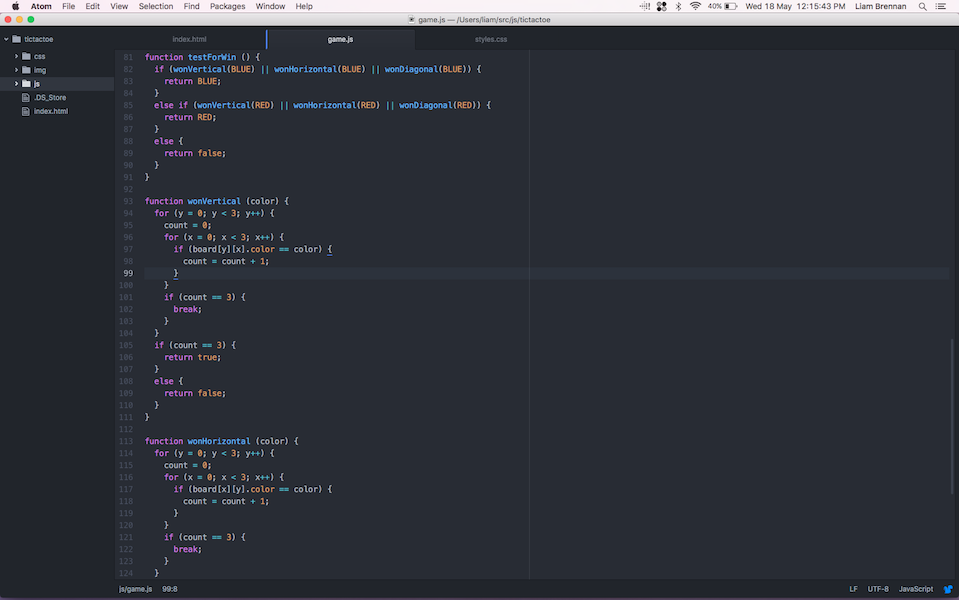 Atom File Edit View Selection Find Packages Window Help 40% Wed 18 May 12:15:43 PM Liam Brennan
game.js — /Users/liam/src/js/tictactoe
tictactoe
css
img
js
.DS_Store
index.html
index.html game.js styles.css
81 function testForWin () {
82 if (wonVertical(BLUE) || wonHorizontal(BLUE) || wonDiagonal(BLUE)) {
83 return BLUE;
84 }
85 else if (wonVertical(RED) || wonHorizontal(RED) || wonDiagonal(RED)) {
86 return RED;
87 }
88 else {
89 return false;
90 }
91 }
92
93 function wonVertical (color) {
94 for (y = 0; y < 3; y++) {
95 count = 0;
96 for (x = 0; x < 3; x++) {
97 if (board[y][x].color == color) {
98 count = count + 1;
99 }
100 }
101 if (count == 3) {
102 break;
103 }
104 }
105 if (count == 3) {
106 return true;
107 }
108 else {
109 return false;
110 }
111 }
112
113 function wonHorizontal (color) {
114 for (y = 0; y < 3; y++) {
115 count = 0;
116 for (x = 0; x < 3; x++) {
117 if (board[x][y].color == color) {
118 count = count + 1;
119 }
120 }
121 if (count == 3) {
122 break;
123 }
124 }
js/game.js 99:8 LF UTF-8 JavaScript